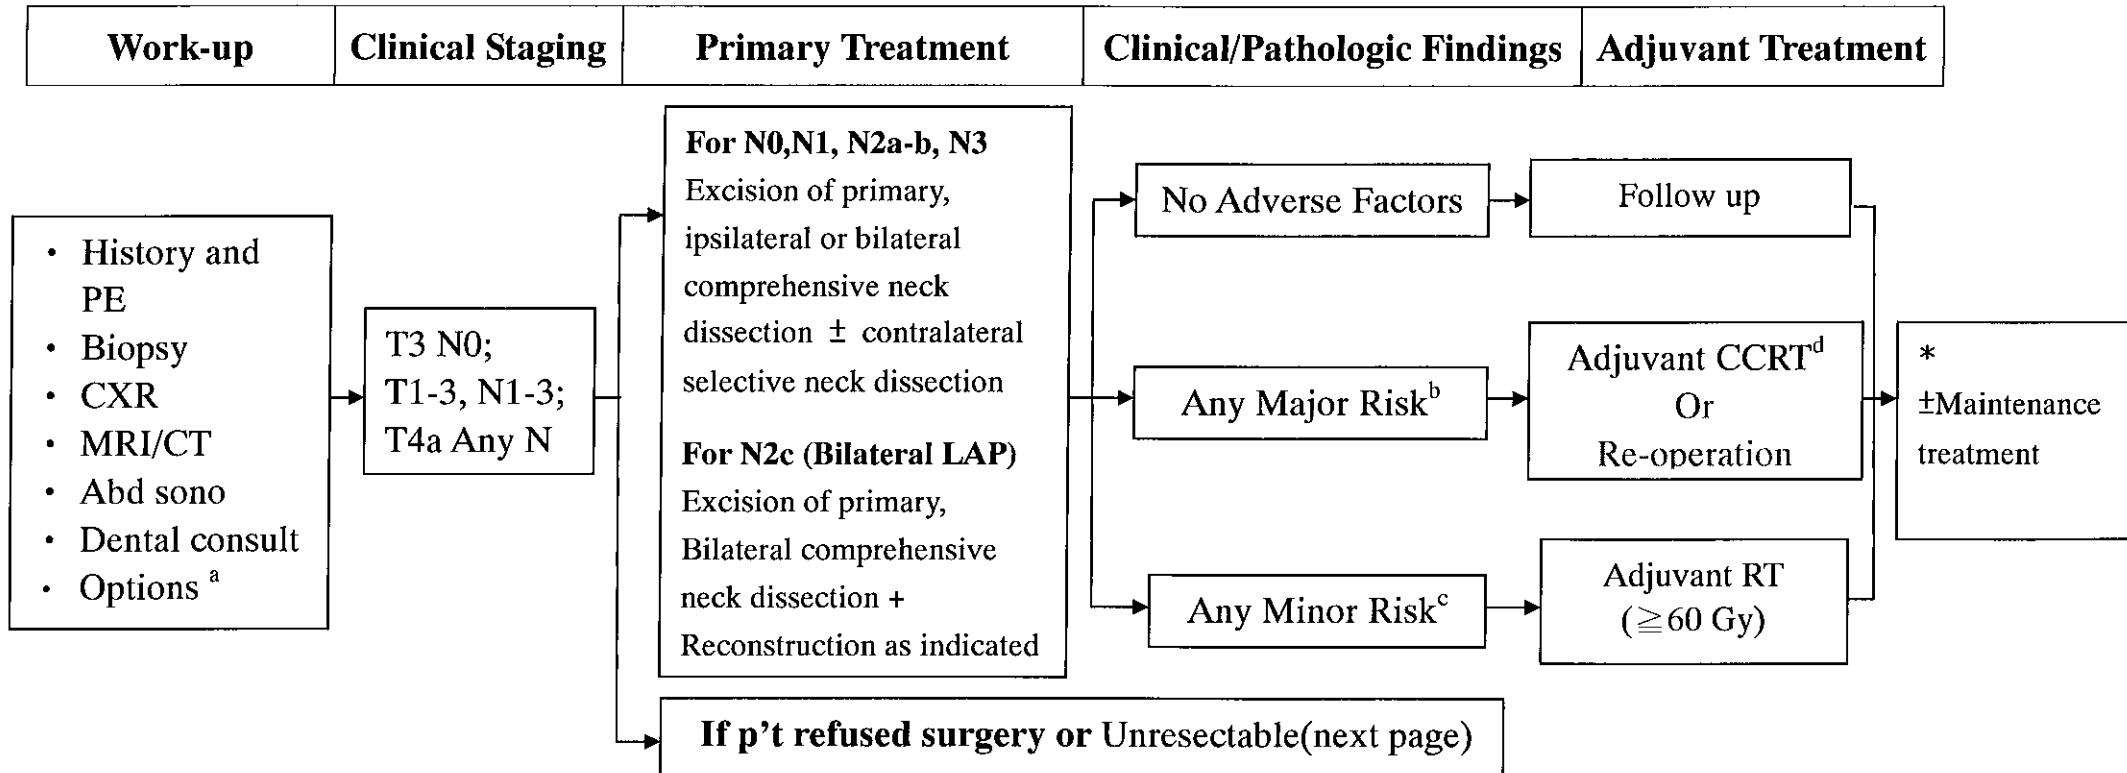 Work-up
Clinical Staging
Primary Treatment
Clinical/Pathologic Findings
Adjuvant Treatment
• History and
PE
• Biopsy
• CXR
• MRI/CT
• Abd sono
• Dental consult
• Options ᵃ
T3 N0;
T1-3, N1-3;
T4a Any N
For N0,N1, N2a-b, N3
Excision of primary,
ipsilateral or bilateral
comprehensive neck
dissection ± contralateral
selective neck dissection
For N2c (Bilateral LAP)
Excision of primary,
Bilateral comprehensive
neck dissection +
Reconstruction as indicated
If p't refused surgery or Unresectable(next page)
No Adverse Factors
Any Major Riskᵇ
Any Minor Riskᶜ
Follow up
Adjuvant CCRTᵈ
Or
Re-operation
Adjuvant RT
(≧60 Gy)
*
±Maintenance
treatment